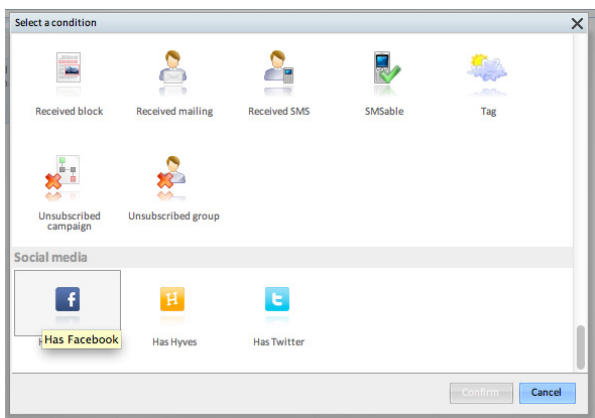 Select a condition
Received block
Received mailing
Received SMS
SMSable
Tag
Unsubscribed
campaign
Unsubscribed group
Social media
f
H
t
Has Facebook
Has Hyves
Has Twitter
Confirm
Cancel